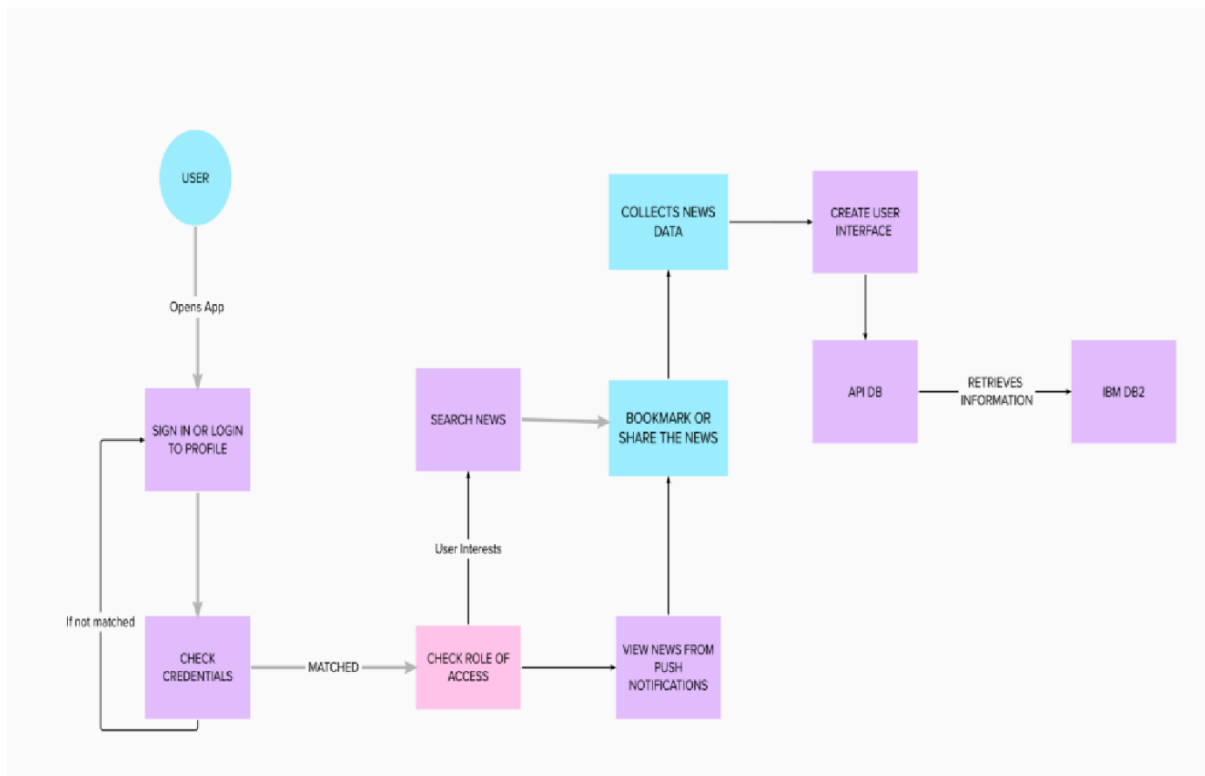 USER
Opens App
SIGN IN OR LOGIN
TO PROFILE
If not matched
CHECK
CREDENTIALS
MATCHED
CHECK ROLE OF
ACCESS
User Interests
SEARCH NEWS
VIEW NEWS FROM
PUSH
NOTIFICATIONS
BOOKMARK OR
SHARE THE NEWS
COLLECTS NEWS
DATA
CREATE USER
INTERFACE
API DB
RETRIEVES
INFORMATION
IBM DB2